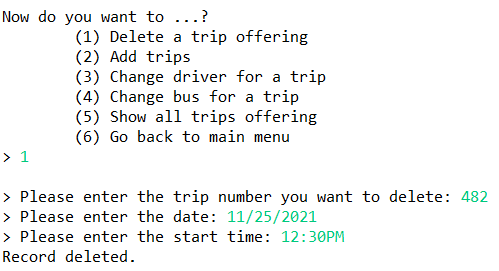 Now do you want to ...?
(1) Delete a trip offering
(2) Add trips
(3) Change driver for a trip
(4) Change bus for a trip
(5) Show all trips offering
(6) Go back to main menu
> 1
> Please enter the trip number you want to delete: 482
> Please enter the date: 11/25/2021
> Please enter the start time: 12:30PM
Record deleted.